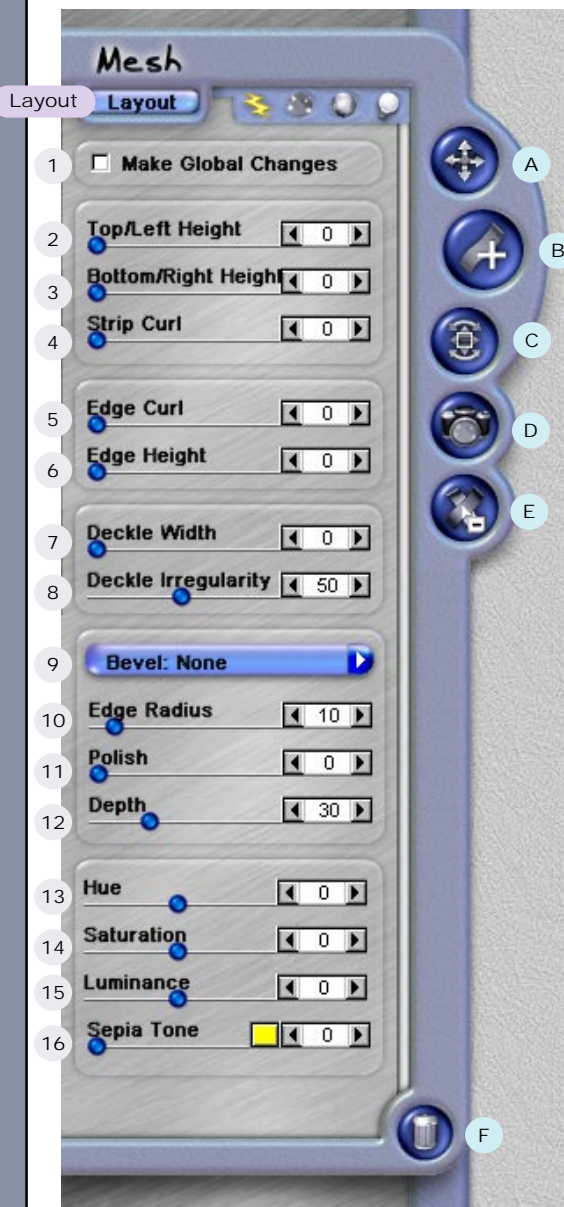 Mesh
Layout Layout
1 Make Global Changes A
2 Top/Left Height 0 B
3 Bottom/Right Height 0
4 Strip Curl 0 C
5 Edge Curl 0 D
6 Edge Height 0
E
7 Deckle Width 0
8 Deckle Irregularity 50
9 Bevel: None
10 Edge Radius 10
11 Polish 0
12 Depth 30
13 Hue 0
14 Saturation 0
15 Luminance 0
16 Sepia Tone 0
F